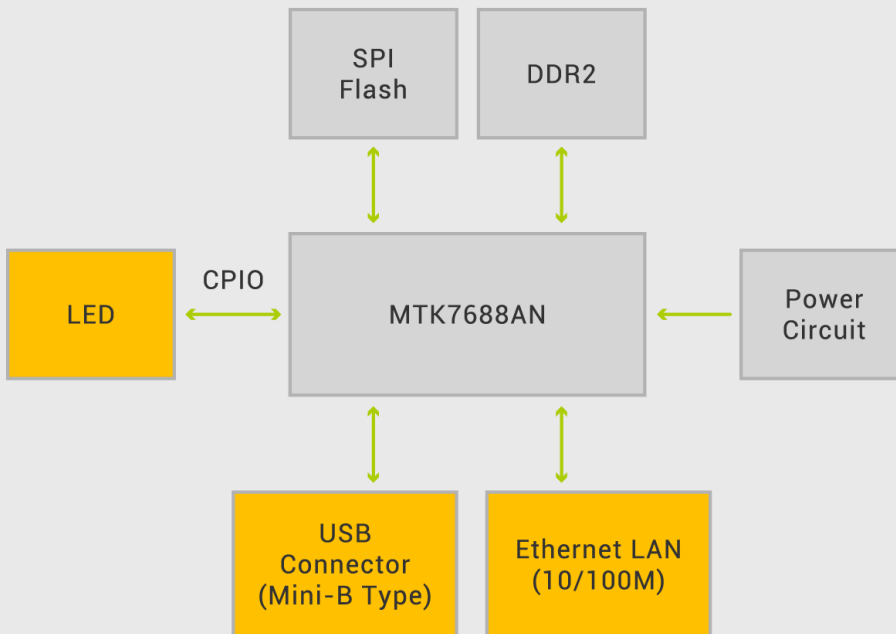 SPI
Flash
DDR2
LED
CPIO
MTK7688AN
Power
Circuit
USB
Connector
(Mini-B Type)
Ethernet LAN
(10/100M)